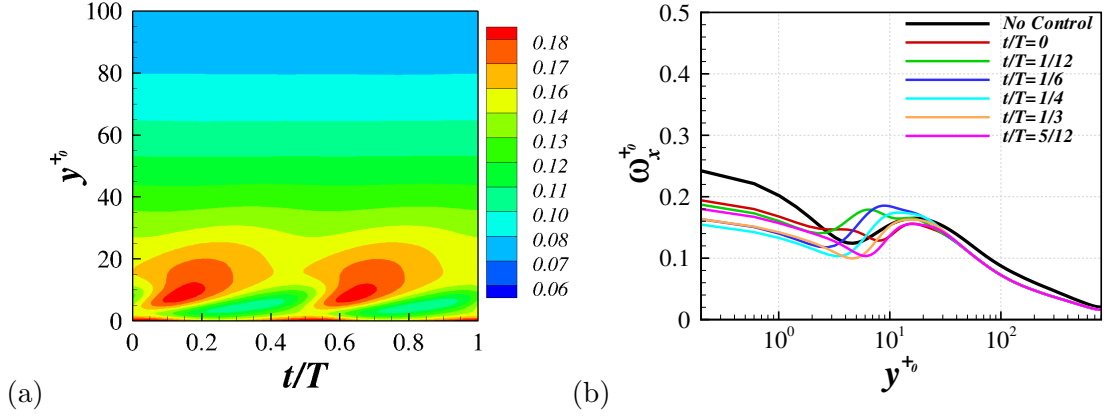 100
80
60
40
20
0
y⁺⁰
0
0.2
0.4
0.6
0.8
1
t/T
0.18
0.17
0.16
0.14
0.13
0.12
0.11
0.10
0.08
0.07
0.06
(a)
No Control
t/T=0
t/T=1/12
t/T=1/6
t/T=1/4
t/T=1/3
t/T=5/12
0.5
0.4
0.3
0.2
0.1
0
ωₓ⁺⁰
10⁰
10¹
10²
y⁺⁰
(b)